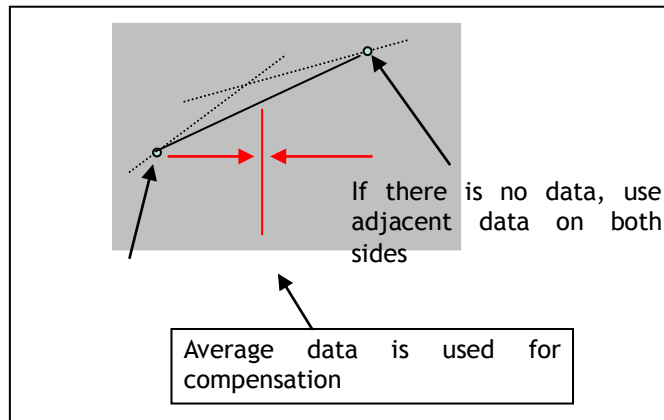 If there is no data, use
adjacent data on both
sides
Average data is used for
compensation